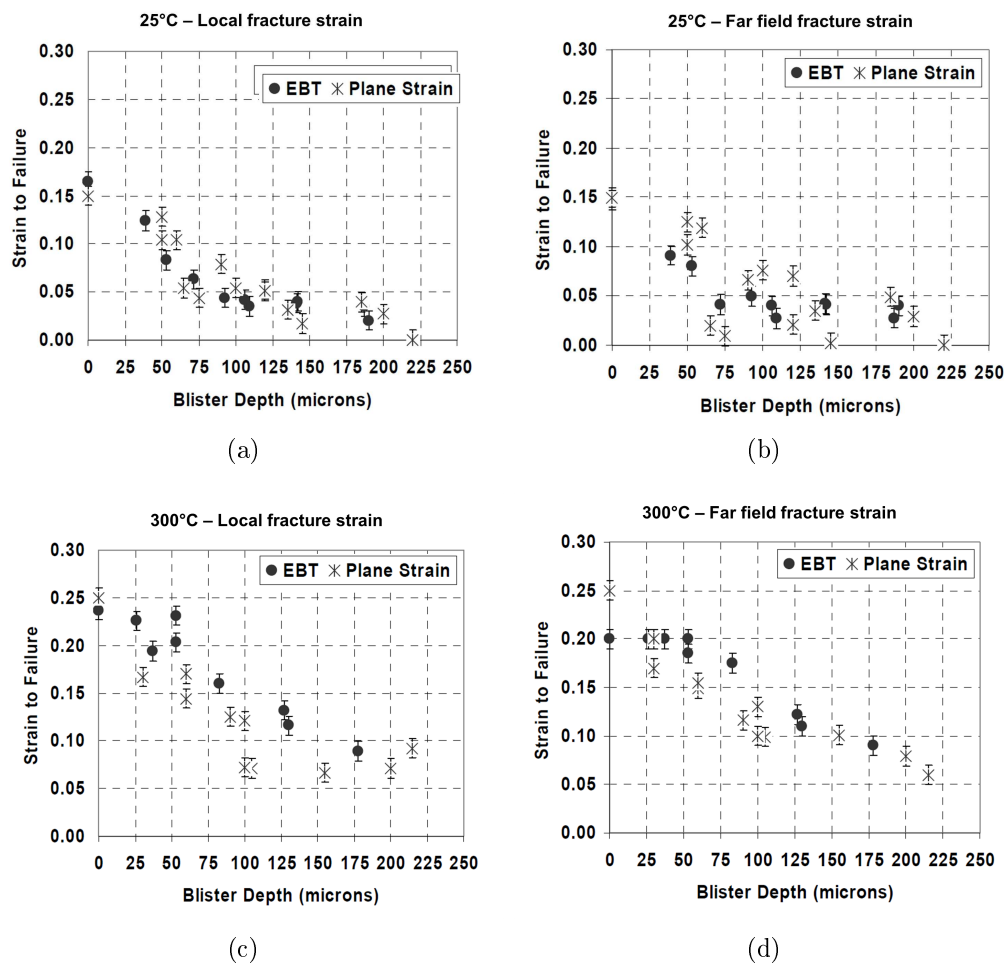 25°C – Local fracture strain
EBT Plane Strain
Strain to Failure
0.30
0.25
0.20
0.15
0.10
0.05
0.00
0 25 50 75 100 125 150 175 200 225 250
Blister Depth (microns)
(a)
25°C – Far field fracture strain
EBT Plane Strain
Strain to Failure
0.30
0.25
0.20
0.15
0.10
0.05
0.00
0 25 50 75 100 125 150 175 200 225 250
Blister Depth (microns)
(b)
300°C – Local fracture strain
EBT Plane Strain
Strain to Failure
0.30
0.25
0.20
0.15
0.10
0.05
0.00
0 25 50 75 100 125 150 175 200 225 250
Blister Depth (microns)
(c)
300°C – Far field fracture strain
EBT Plane Strain
Strain to Failure
0.30
0.25
0.20
0.15
0.10
0.05
0.00
0 25 50 75 100 125 150 175 200 225 250
Blister Depth (microns)
(d)